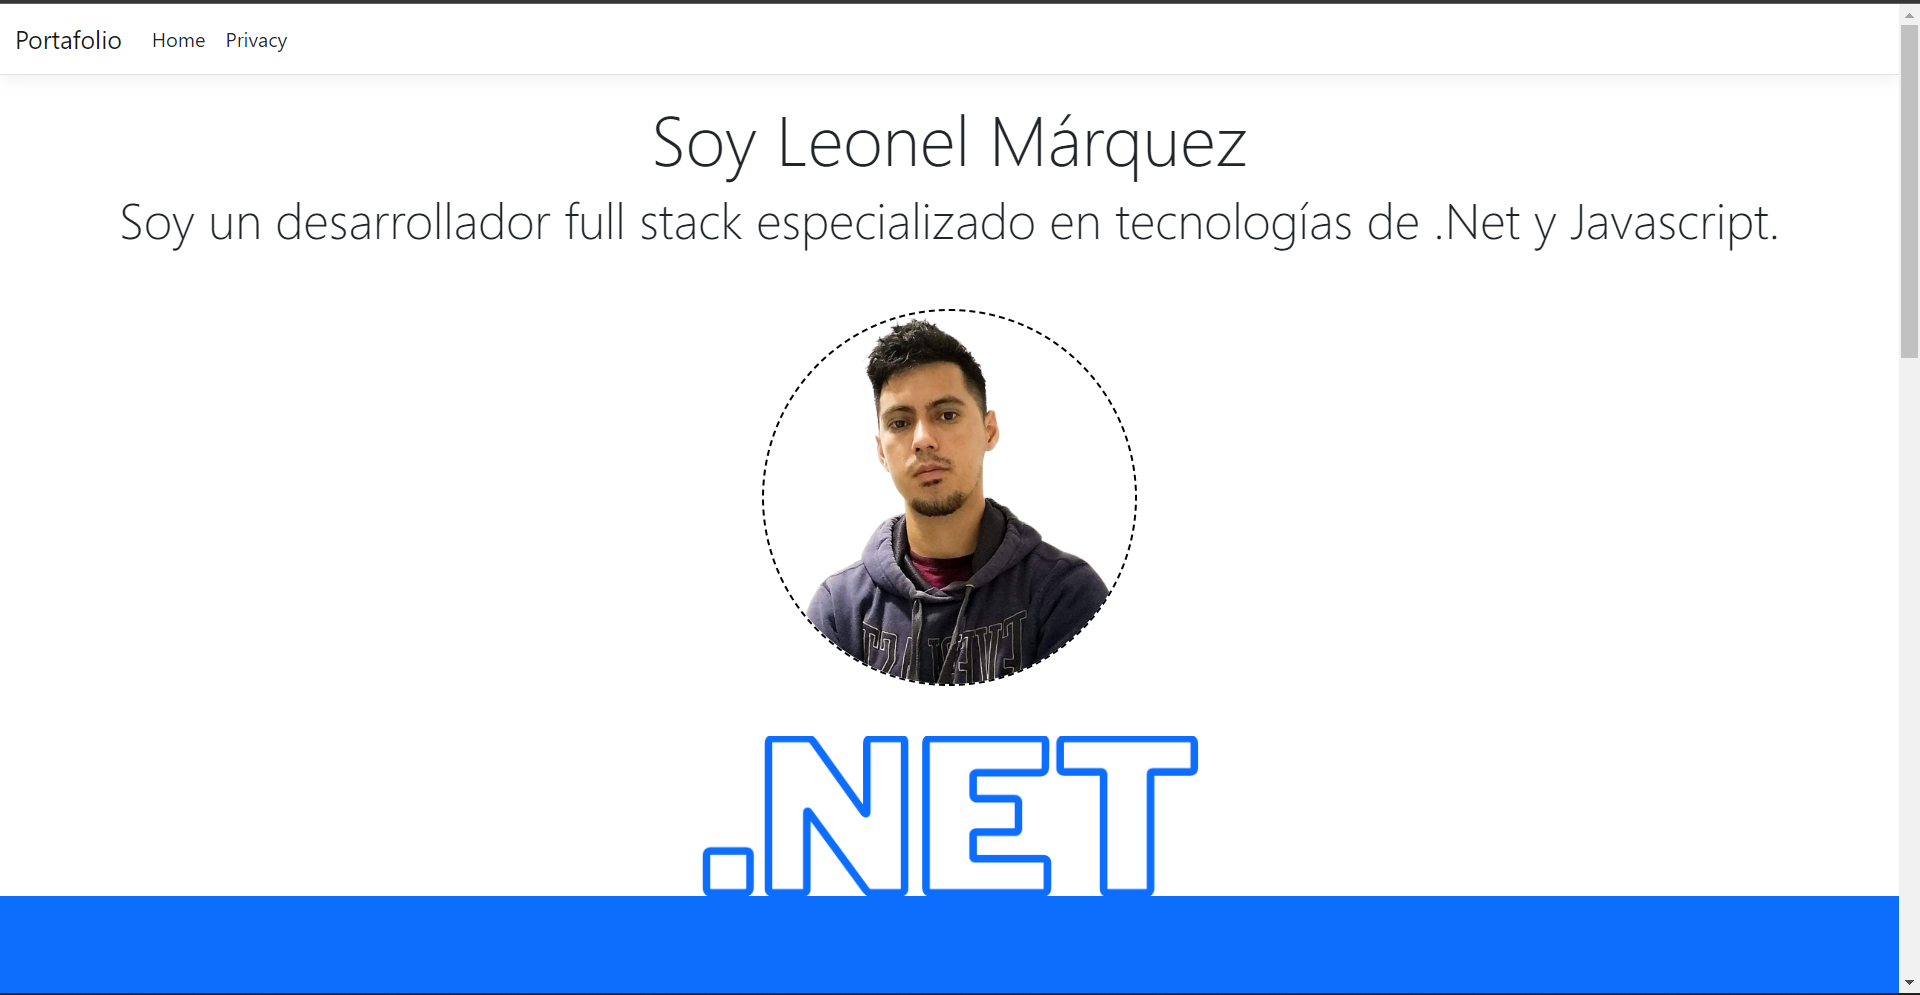 Portafolio Home Privacy
Soy Leonel Márquez
Soy un desarrollador full stack especializado en tecnologías de .Net y Javascript.
.NET